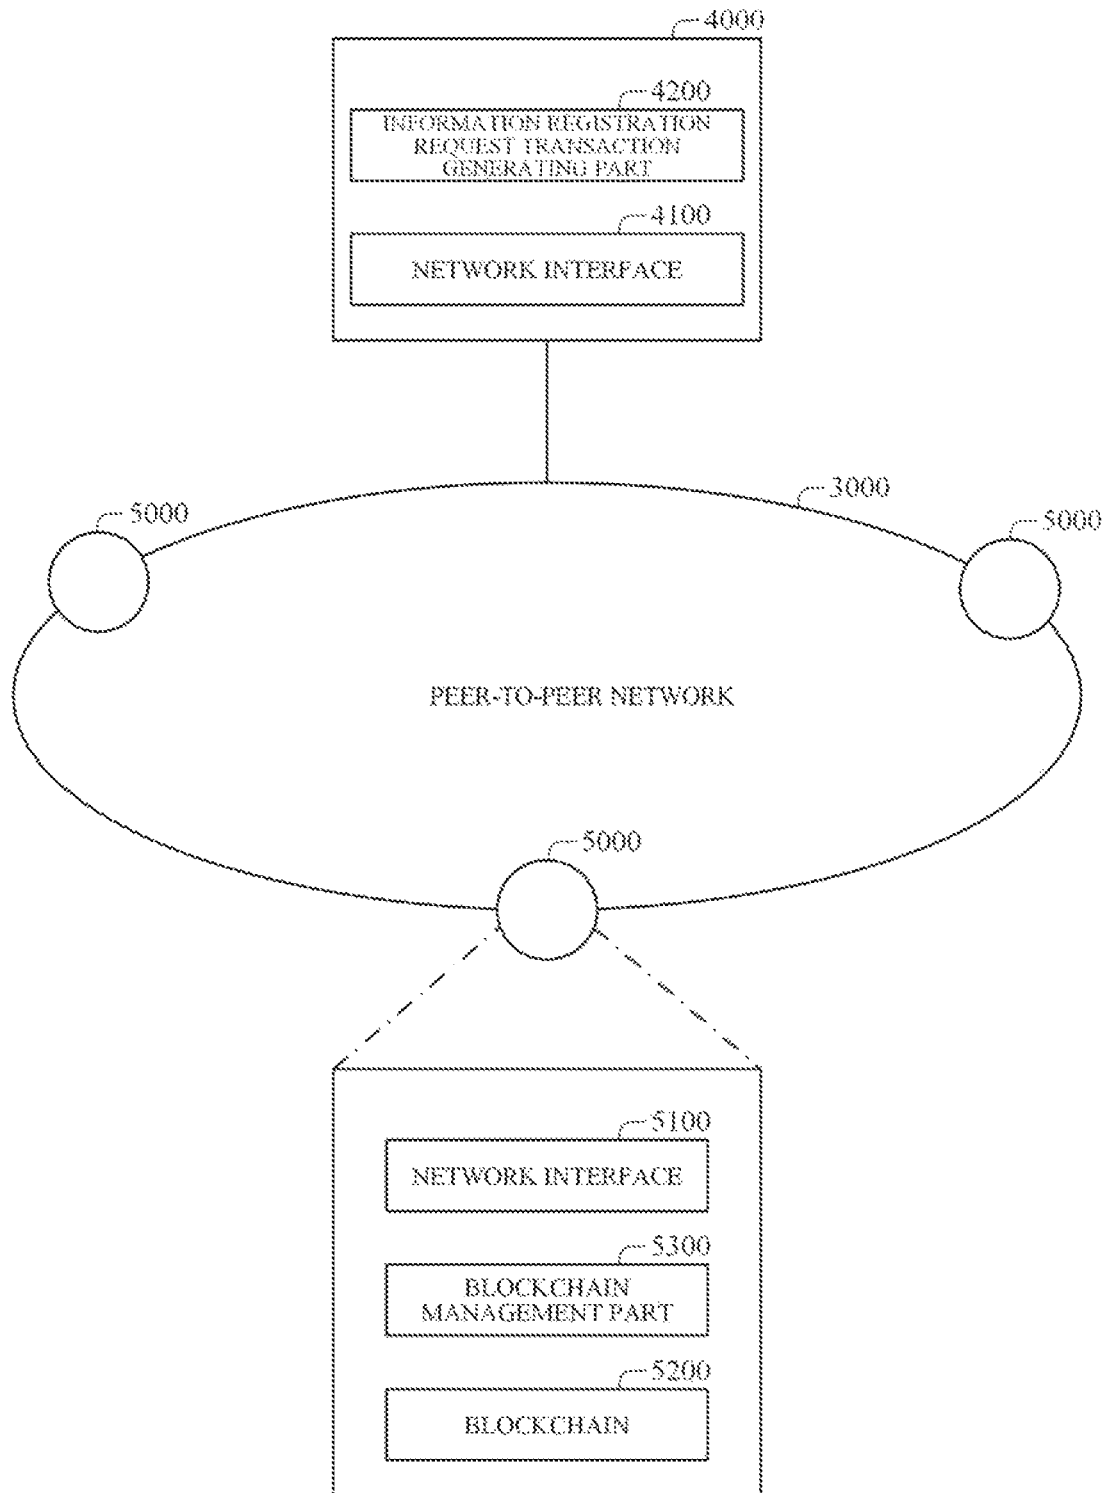 4000
4200
INFORMATION REGISTRATION
REQUEST TRANSACTION
GENERATING PART
4100
NETWORK INTERFACE
3000
5000
5000
PEER-TO-PEER NETWORK
5000
5100
NETWORK INTERFACE
5300
BLOCKCHAIN
MANAGEMENT PART
5200
BLOCKCHAIN